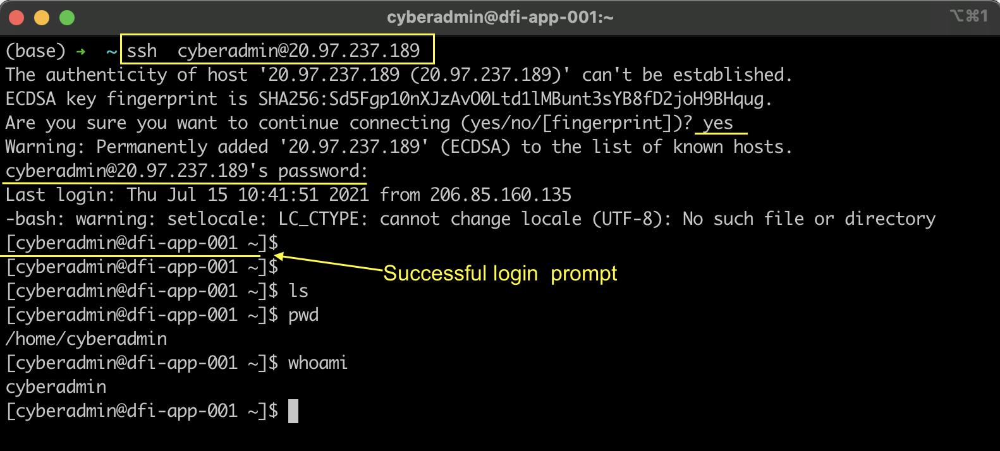 cyberadmin@dfi-app-001:~
⌥⌘1
(base) ➜ ~ ssh cyberadmin@20.97.237.189
The authenticity of host '20.97.237.189 (20.97.237.189)' can't be established.
ECDSA key fingerprint is SHA256:Sd5Fgp10nXJzAvO0Ltd1lMBunt3sYB8fD2joH9BHqug.
Are you sure you want to continue connecting (yes/no/[fingerprint])? yes
Warning: Permanently added '20.97.237.189' (ECDSA) to the list of known hosts.
cyberadmin@20.97.237.189's password:
Last login: Thu Jul 15 10:41:51 2021 from 206.85.160.135
-bash: warning: setlocale: LC_CTYPE: cannot change locale (UTF-8): No such file or directory
[cyberadmin@dfi-app-001 ~]$
[cyberadmin@dfi-app-001 ~]$
Successful login prompt
[cyberadmin@dfi-app-001 ~]$ ls
[cyberadmin@dfi-app-001 ~]$ pwd
/home/cyberadmin
[cyberadmin@dfi-app-001 ~]$ whoami
cyberadmin
[cyberadmin@dfi-app-001 ~]$